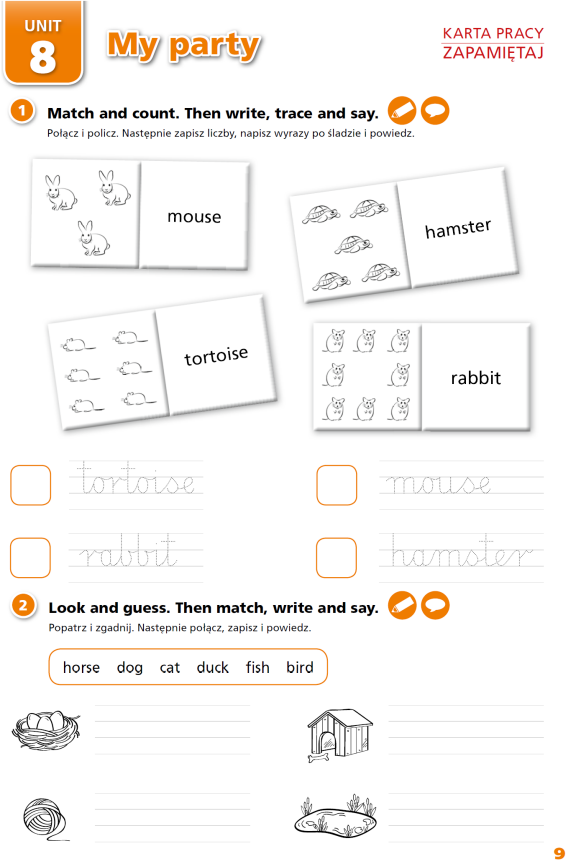 UNIT
8
My party
KARTA PRACY
ZAPAMIĘTAJ
1 Match and count. Then write, trace and say.
Połącz i policz. Następnie zapisz liczby, napisz wyrazy po śladzie i powiedz.
mouse
hamster
tortoise
rabbit
tortoise
mouse
rabbit
hamster
2 Look and guess. Then match, write and say.
Popatrz i zgadnij. Następnie połącz, zapisz i powiedz.
horse dog cat duck fish bird
9